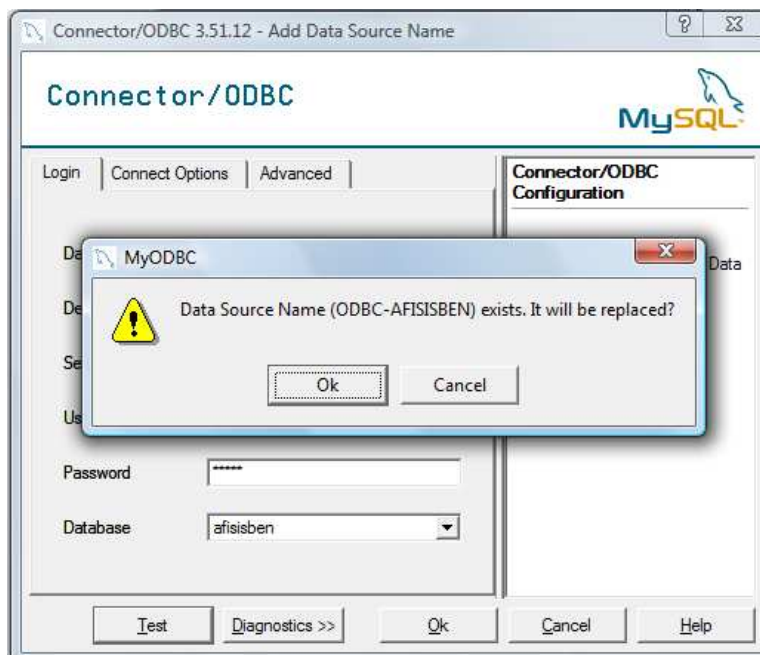 Connector/ODBC 3.51.12 - Add Data Source Name
Connector/ODBC
MySQL
Login Connect Options Advanced
Connector/ODBC
Configuration
MyODBC
Data
Data Source Name (ODBC-AFISISBEN) exists. It will be replaced?
Ok Cancel
Password *****
Database afisisben
Test Diagnostics >> Ok Cancel Help